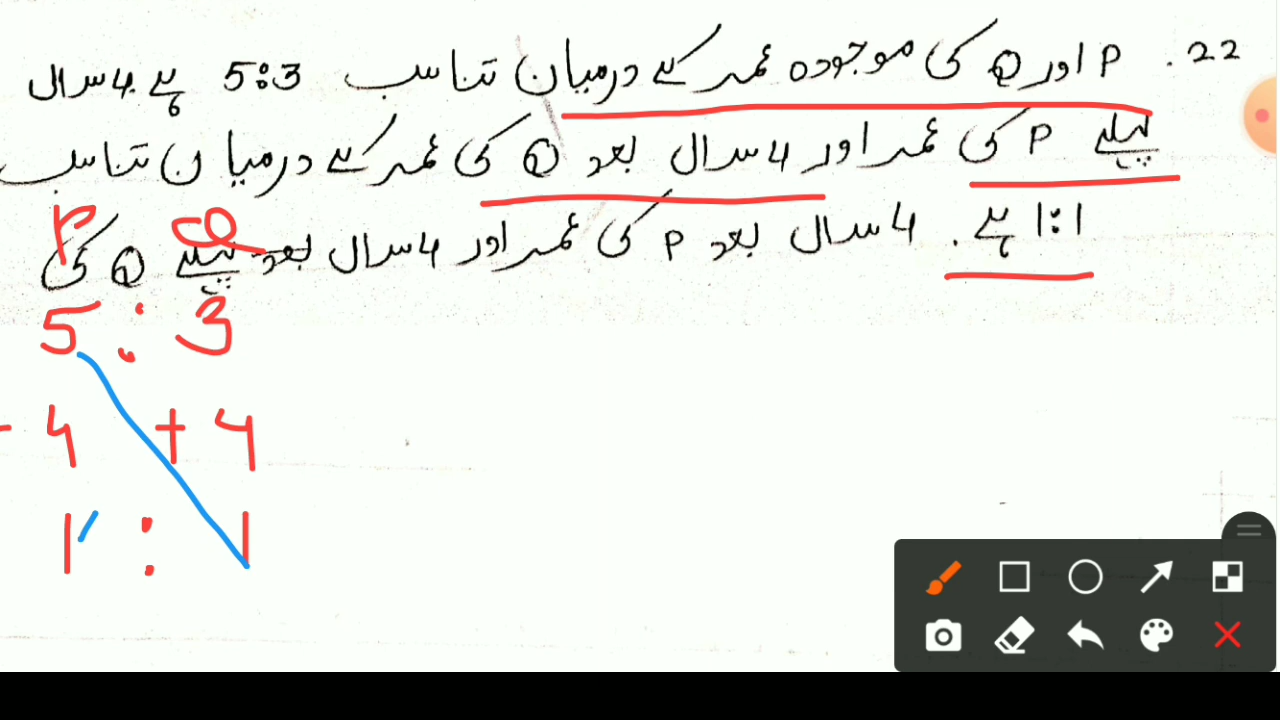 22. P اور Q کی موجودہ عمر کے درمیان تناسب 5:3 ہے 4 سال
پہلے P کی عمر اور 4 سال بعد Q کی عمر کے درمیان تناسب
1:1 ہے. 4 سال بعد P کی عمر اور 4 سال بعد پہلے Q کی
P Q
5 : 3
- 4 + 4
1 : 1